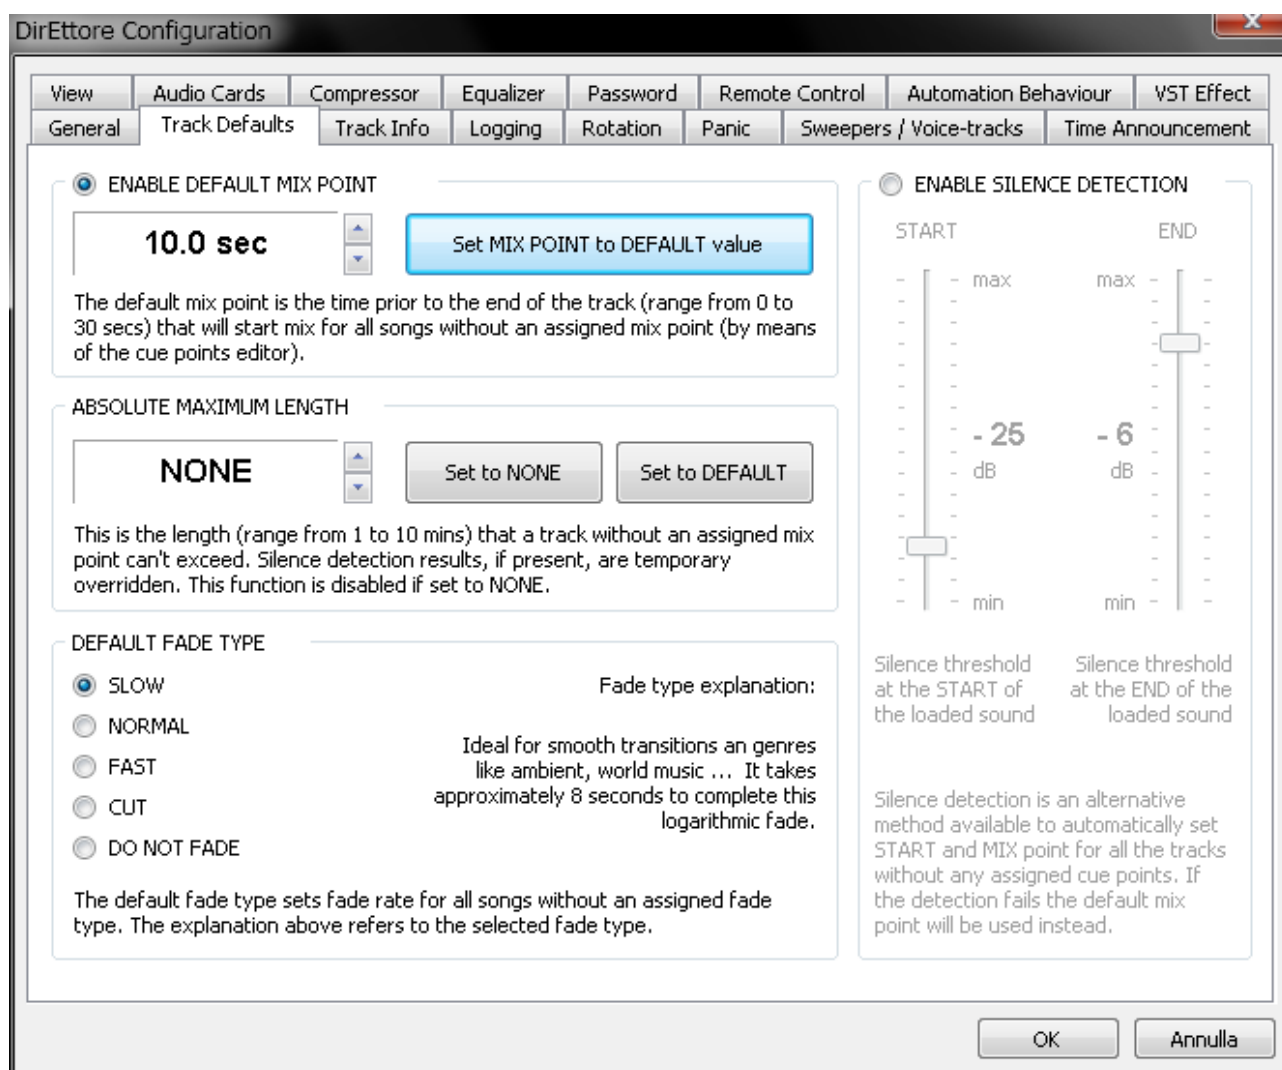 DirEttore Configuration
View Audio Cards Compressor Equalizer Password Remote Control Automation Behaviour VST Effect
General Track Defaults Track Info Logging Rotation Panic Sweepers / Voice-tracks Time Announcement
ENABLE DEFAULT MIX POINT
10.0 sec
Set MIX POINT to DEFAULT value
The default mix point is the time prior to the end of the track (range from 0 to
30 secs) that will start mix for all songs without an assigned mix point (by means
of the cue points editor).
ABSOLUTE MAXIMUM LENGTH
NONE
Set to NONE
Set to DEFAULT
This is the length (range from 1 to 10 mins) that a track without an assigned mix
point can't exceed. Silence detection results, if present, are temporary
overridden. This function is disabled if set to NONE.
DEFAULT FADE TYPE
SLOW
NORMAL
FAST
CUT
DO NOT FADE
Fade type explanation:
Ideal for smooth transitions an genres
like ambient, world music ... It takes
approximately 8 seconds to complete this
logarithmic fade.
The default fade type sets fade rate for all songs without an assigned fade
type. The explanation above refers to the selected fade type.
ENABLE SILENCE DETECTION
START END
max max
- 25 - 6
dB dB
min min
Silence threshold
at the START of
the loaded sound
Silence threshold
at the END of the
loaded sound
Silence detection is an alternative
method available to automatically set
START and MIX point for all the tracks
without any assigned cue points. If
the detection fails the default mix
point will be used instead.
OK Annulla